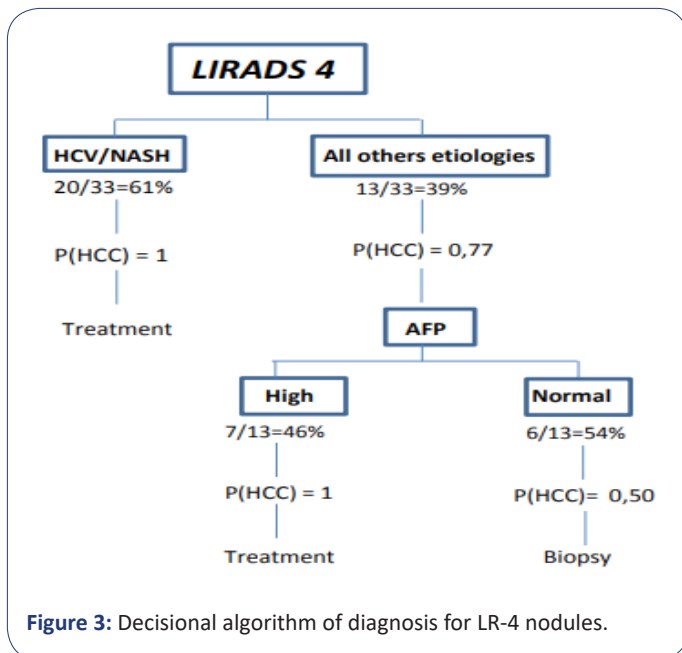 LIRADS 4
HCV/NASH
20/33=61%
P(HCC) = 1
Treatment
All others etiologies
13/33=39%
P(HCC) = 0,77
AFP
High
7/13=46%
P(HCC) = 1
Treatment
Normal
6/13=54%
P(HCC)= 0,50
Biopsy
Figure 3: Decisional algorithm of diagnosis for LR-4 nodules.